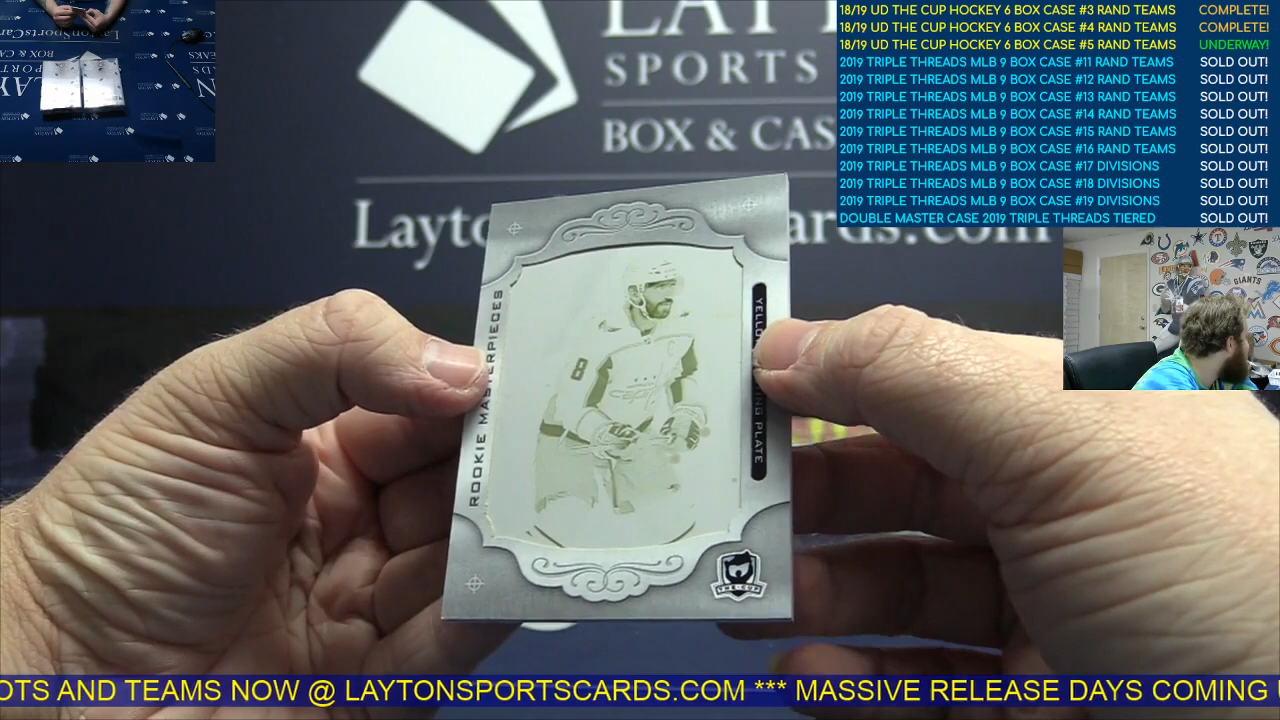 18/19 UD THE CUP HOCKEY 6 BOX CASE #3 RAND TEAMS COMPLETE!
18/19 UD THE CUP HOCKEY 6 BOX CASE #4 RAND TEAMS COMPLETE!
18/19 UD THE CUP HOCKEY 6 BOX CASE #5 RAND TEAMS UNDERWAY!
2019 TRIPLE THREADS MLB 9 BOX CASE #11 RAND TEAMS SOLD OUT!
2019 TRIPLE THREADS MLB 9 BOX CASE #12 RAND TEAMS SOLD OUT!
2019 TRIPLE THREADS MLB 9 BOX CASE #13 RAND TEAMS SOLD OUT!
2019 TRIPLE THREADS MLB 9 BOX CASE #14 RAND TEAMS SOLD OUT!
2019 TRIPLE THREADS MLB 9 BOX CASE #15 RAND TEAMS SOLD OUT!
2019 TRIPLE THREADS MLB 9 BOX CASE #16 RAND TEAMS SOLD OUT!
2019 TRIPLE THREADS MLB 9 BOX CASE #17 DIVISIONS SOLD OUT!
2019 TRIPLE THREADS MLB 9 BOX CASE #18 DIVISIONS SOLD OUT!
2019 TRIPLE THREADS MLB 9 BOX CASE #19 DIVISIONS SOLD OUT!
DOUBLE MASTER CASE 2019 TRIPLE THREADS TIERED SOLD OUT!
LAYT
SPORTS
BOX & CAS
Layto ards.com
GIANTS
ROOKIE MASTERPIECES
YELLO ING PLATE
8
THE CUP
OTS AND TEAMS NOW @ LAYTONSPORTSCARDS.COM *** MASSIVE RELEASE DAYS COMING